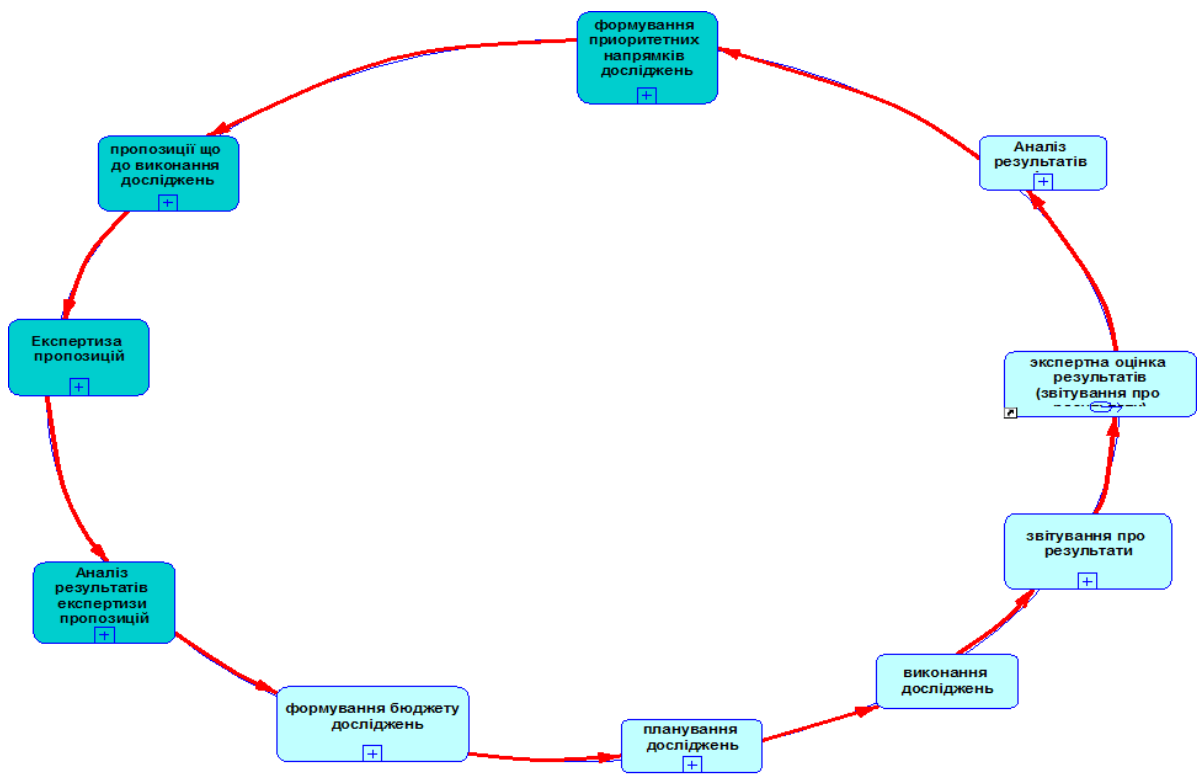 формування
приоритетних
напрямків
досліджень
пропозиції що
до виконання
досліджень
Експертиза
пропозицій
Аналіз
результатів
експертизи
пропозицій
формування бюджету
досліджень
планування
досліджень
виконання
досліджень
звітування про
результати
экспертна оцінка
результатів
(звітування про
Аналіз
результатів